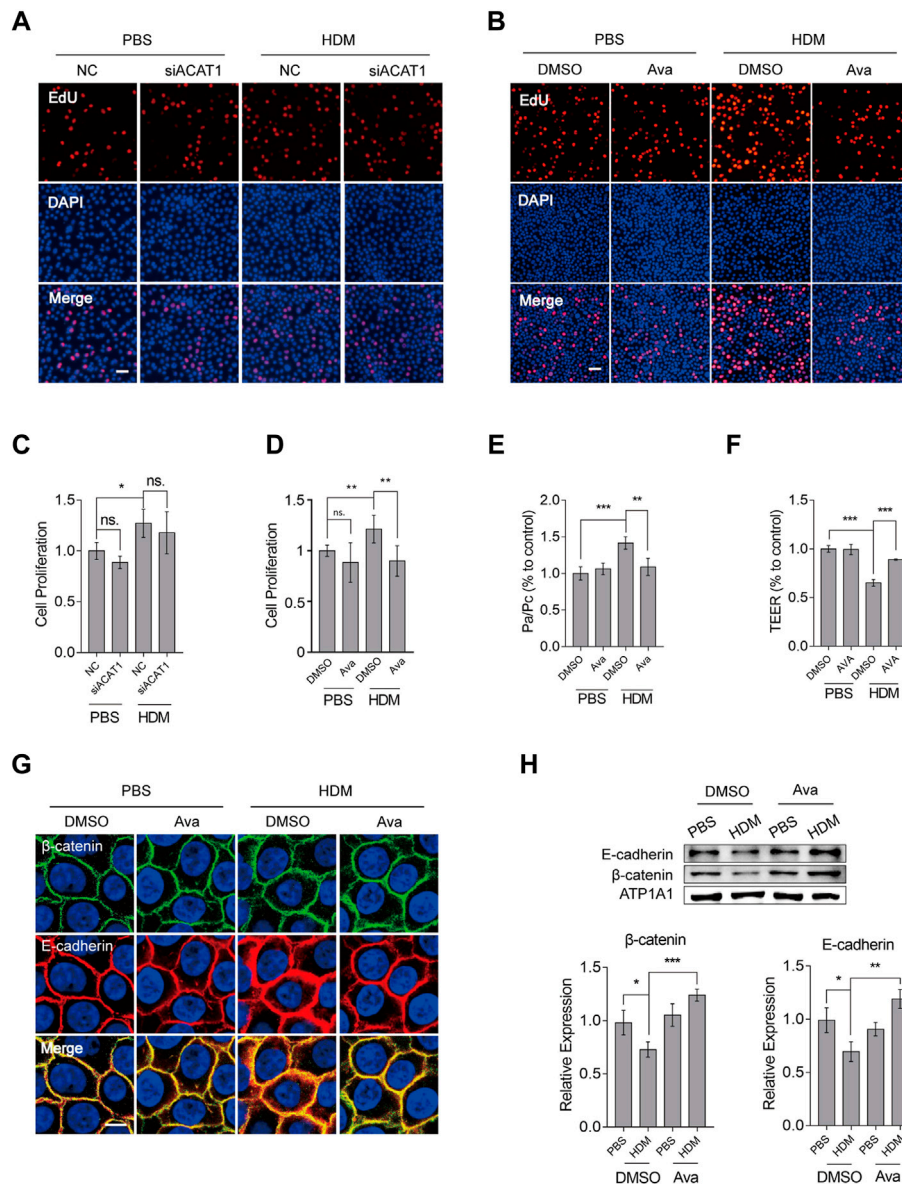 A
PBS HDM
NC siACAT1 NC siACAT1
EdU
DAPI
Merge
B
PBS HDM
DMSO Ava DMSO Ava
EdU
DAPI
Merge
C
Cell Proliferation
1.5
1.0
0.5
0.0
ns.
*
ns.
NC siACAT1 NC siACAT1
PBS HDM
D
Cell Proliferation
1.5
1
0.5
0
ns.
**
**
DMSO Ava DMSO Ava
PBS HDM
E
Pa/Pc (% to control)
2.0
1.5
1.0
0.5
0.0
***
**
DMSO Ava DMSO Ava
PBS HDM
F
TEER (% to control)
1.5
1.0
0.5
0
***
***
DMSO AVA DMSO AVA
PBS HDM
G
PBS HDM
DMSO Ava DMSO Ava
β-catenin
E-cadherin
Merge
H
DMSO Ava
PBS HDM PBS HDM
E-cadherin
β-catenin
ATP1A1
β-catenin
Relative Expression
1.5
1.0
0.5
0
*
***
PBS HDM PBS HDM
DMSO Ava
E-cadherin
Relative Expression
1.5
1.0
0.5
0.0
*
**
PBS HDM PBS HDM
DMSO Ava